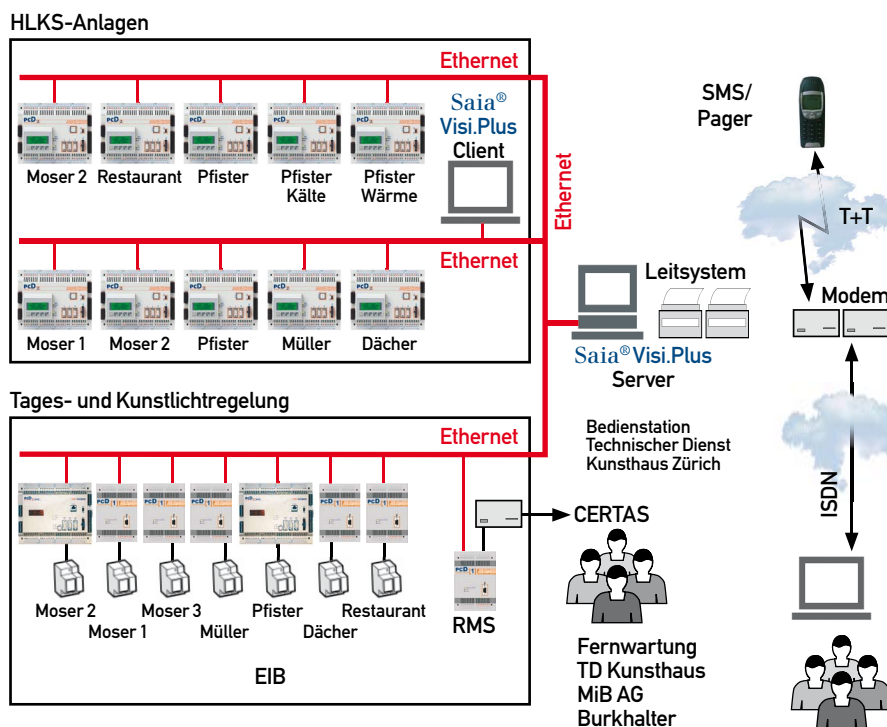 HLKS-Anlagen
Ethernet
Saia®
Visi.Plus
Client
Moser 2
Restaurant
Pfister
Pfister
Kälte
Pfister
Wärme
Ethernet
Ethernet
Moser 1
Moser 2
Pfister
Müller
Dächer
SMS/
Pager
T+T
Leitsystem
Modem
Saia® Visi.Plus
Server
Bedienstation
Technischer Dienst
Kunsthaus Zürich
ISDN
Tages- und Kunstlichtregelung
Ethernet
Moser 2
Moser 1
Moser 3
Müller
Pfister
Dächer
Restaurant
RMS
EIB
CERTAS
Fernwartung
TD Kunsthaus
MiB AG
Burkhalter